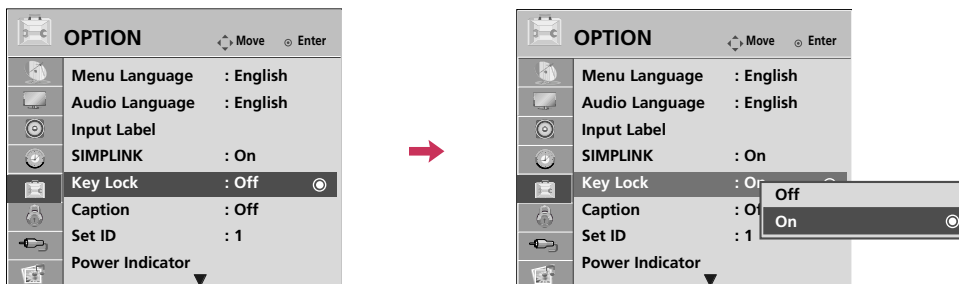 OPTION
Move
Enter
Menu Language : English
Audio Language : English
Input Label
SIMPLINK : On
Key Lock : Off
Caption : Off
Set ID : 1
Power Indicator
OPTION
Move
Enter
Menu Language : English
Audio Language : English
Input Label
SIMPLINK : On
Key Lock : On
Caption : Of
Set ID : 1
Power Indicator
Off
On